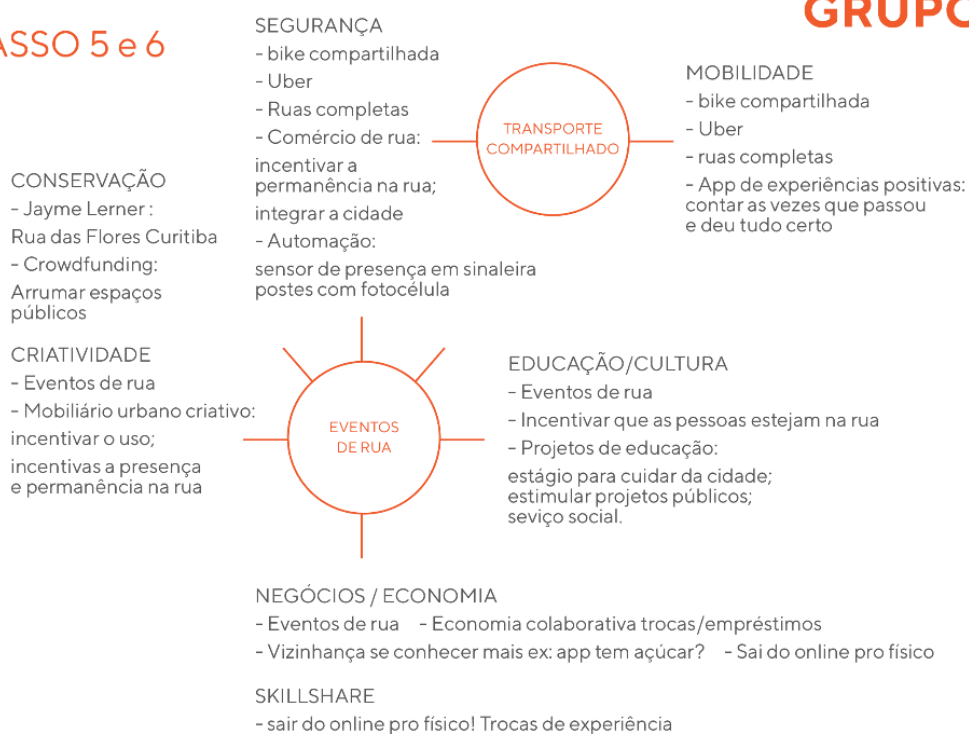 GRUPO
ASSO 5 e 6
SEGURANÇA
- bike compartilhada
- Uber
- Ruas completas
- Comércio de rua:
incentivar a
permanência na rua;
integrar a cidade
- Automação:
sensor de presença em sinaleira
postes com fotocélula
TRANSPORTE
COMPARTILHADO
MOBILIDADE
- bike compartilhada
- Uber
- ruas completas
- App de experiências positivas:
contar as vezes que passou
e deu tudo certo
CONSERVAÇÃO
- Jayme Lerner :
Rua das Flores Curitiba
- Crowdfunding:
Arrumar espaços
públicos
CRIATIVIDADE
- Eventos de rua
- Mobiliário urbano criativo:
incentivar o uso;
incentivas a presença
e permanência na rua
EVENTOS
DE RUA
EDUCAÇÃO/CULTURA
- Eventos de rua
- Incentivar que as pessoas estejam na rua
- Projetos de educação:
estágio para cuidar da cidade;
estimular projetos públicos;
seviço social.
NEGÓCIOS / ECONOMIA
- Eventos de rua - Economia colaborativa trocas/empréstimos
- Vizinhança se conhecer mais ex: app tem açúcar? - Sai do online pro físico
SKILLSHARE
- sair do online pro físico! Trocas de experiência